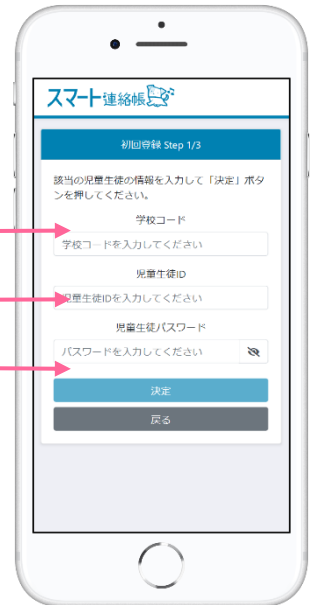 スマート連絡帳
初回登録 Step 1/3
該当の児童生徒の情報を入力して「決定」ボタ
ンを押してください。
学校コード
学校コードを入力してください
児童生徒ID
児童生徒IDを入力してください
児童生徒パスワード
パスワードを入力してください
決定
戻る